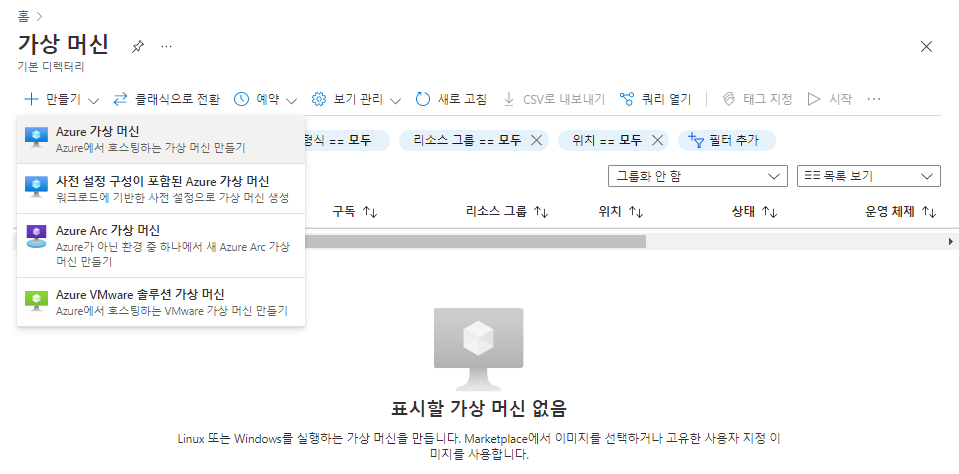 홈
가상 머신
기본 디렉터리
만들기
클래식으로 전환
예약
보기 관리
새로 고침
CSV로 내보내기
쿼리 열기
태그 지정
시작
Azure 가상 머신
Azure에서 호스팅하는 가상 머신 만들기
사전 설정 구성이 포함된 Azure 가상 머신
워크로드에 기반한 사전 설정으로 가상 머신 생성
Azure Arc 가상 머신
Azure가 아닌 환경 중 하나에서 새 Azure Arc 가상
머신 만들기
Azure VMware 솔루션 가상 머신
Azure에서 호스팅하는 VMware 가상 머신 만들기
형식 == 모두
리소스 그룹 == 모두
위치 == 모두
필터 추가
그룹화 안 함
목록 보기
구독
리소스 그룹
위치
상태
운영 체제
표시할 가상 머신 없음
Linux 또는 Windows를 실행하는 가상 머신을 만듭니다. Marketplace에서 이미지를 선택하거나 고유한 사용자 지정 이
미지를 사용합니다.